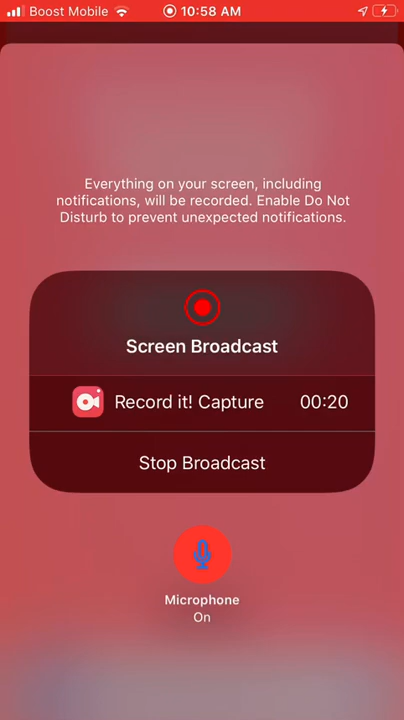 Boost Mobile 10:58 AM
Everything on your screen, including
notifications, will be recorded. Enable Do Not
Disturb to prevent unexpected notifications.
Screen Broadcast
Record it! Capture 00:20
Stop Broadcast
Microphone
On